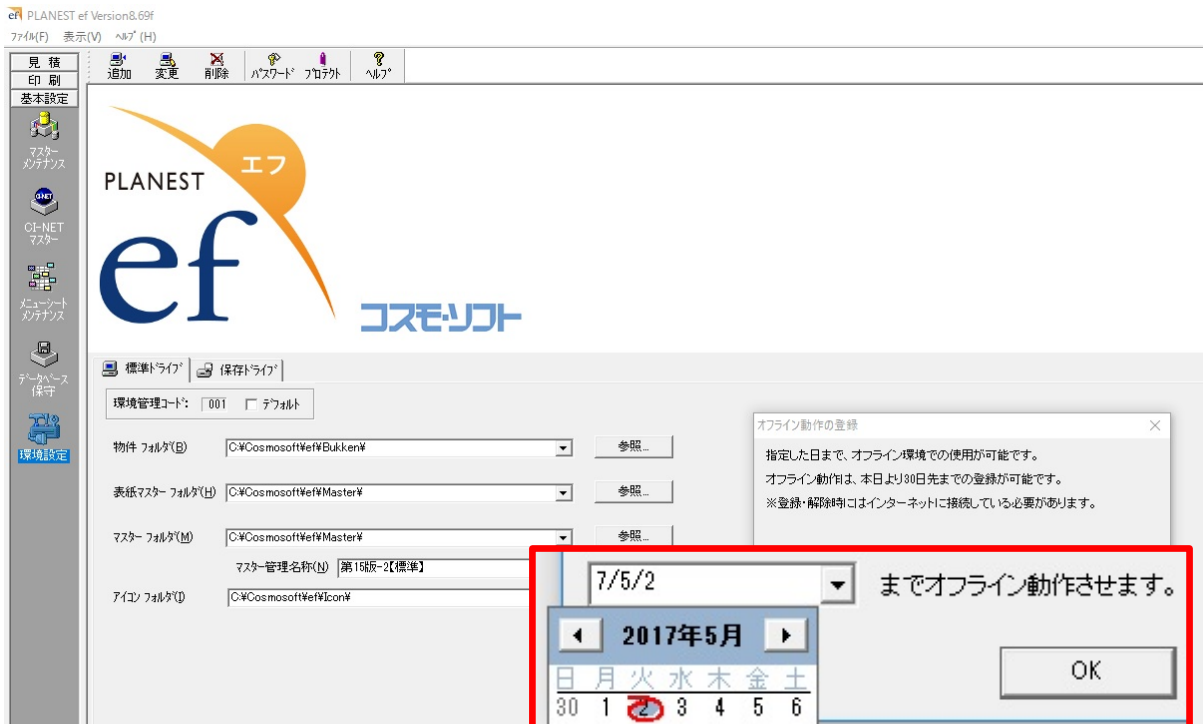 ef PLANEST ef Version8.69f
ファイル(F) 表示(V) ヘルプ(H)
見 積
印 刷
基本設定
追加 変更 削除 パスワード プロテクト ヘルプ
マスター
メンテナンス
CI-NET
CI-NET
マスター
メニューシート
メンテナンス
データベース
保守
環境設定
エフ
PLANEST
ef
コスモ・ソフト
標準ドライブ 保存ドライブ
環境管理コード: 001 デフォルト
物件 フォルダ(B) C:¥Cosmosoft¥ef¥Bukken¥ 参照...
表紙マスター フォルダ(H) C:¥Cosmosoft¥ef¥Master¥ 参照...
マスター フォルダ(M) C:¥Cosmosoft¥ef¥Master¥ 参照...
マスター管理名称(N) 第15版-2【標準】
アイコン フォルダ(I) C:¥Cosmosoft¥ef¥Icon¥
オフライン動作の登録
指定した日まで、オフライン環境での使用が可能です。
オフライン動作は、本日より30日先までの登録が可能です。
※登録・解除時にはインターネットに接続している必要があります。
7/5/2 までオフライン動作させます。
2017年5月
日 月 火 水 木 金 土
30 1 2 3 4 5 6
OK